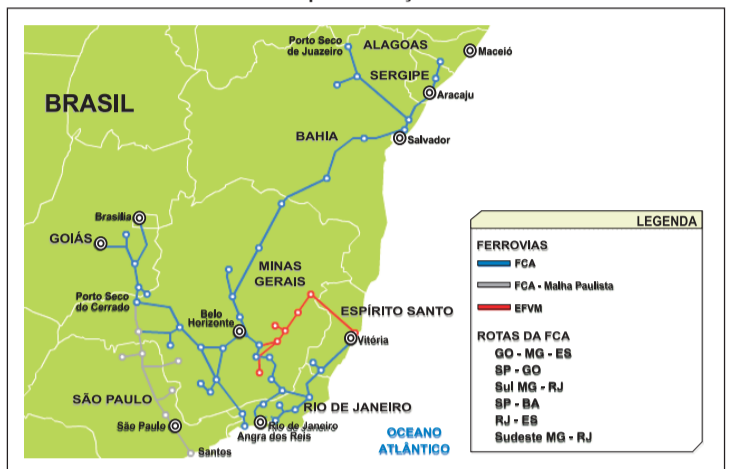 Porto Seco
de Juazeiro
ALAGOAS
Maceió
SERGIPE
Aracaju
BRASIL
BAHIA
Salvador
Brasília
GOIÁS
MINAS
GERAIS
Porto Seco
do Cerrado
Belo
Horizonte
ESPÍRITO SANTO
Vitória
SÃO PAULO
RIO DE JANEIRO
São Paulo
Rio de Janeiro
Angra dos Reis
Santos
OCEANO
ATLÂNTICO
LEGENDA
FERROVIAS
FCA
FCA - Malha Paulista
EFVM
ROTAS DA FCA
GO - MG - ES
SP - GO
Sul MG - RJ
SP - BA
RJ - ES
Sudeste MG - RJ